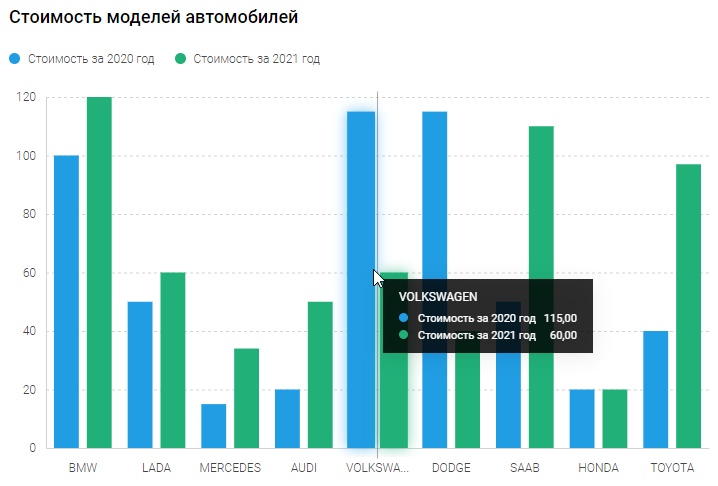 Стоимость моделей автомобилей
Стоимость за 2020 год Стоимость за 2021 год
120
100
80
60
40
20
0
VOLKSWAGEN
Стоимость за 2020 год 115,00
Стоимость за 2021 год 60,00
BMW LADA MERCEDES AUDI VOLKSWA... DODGE SAAB HONDA TOYOTA